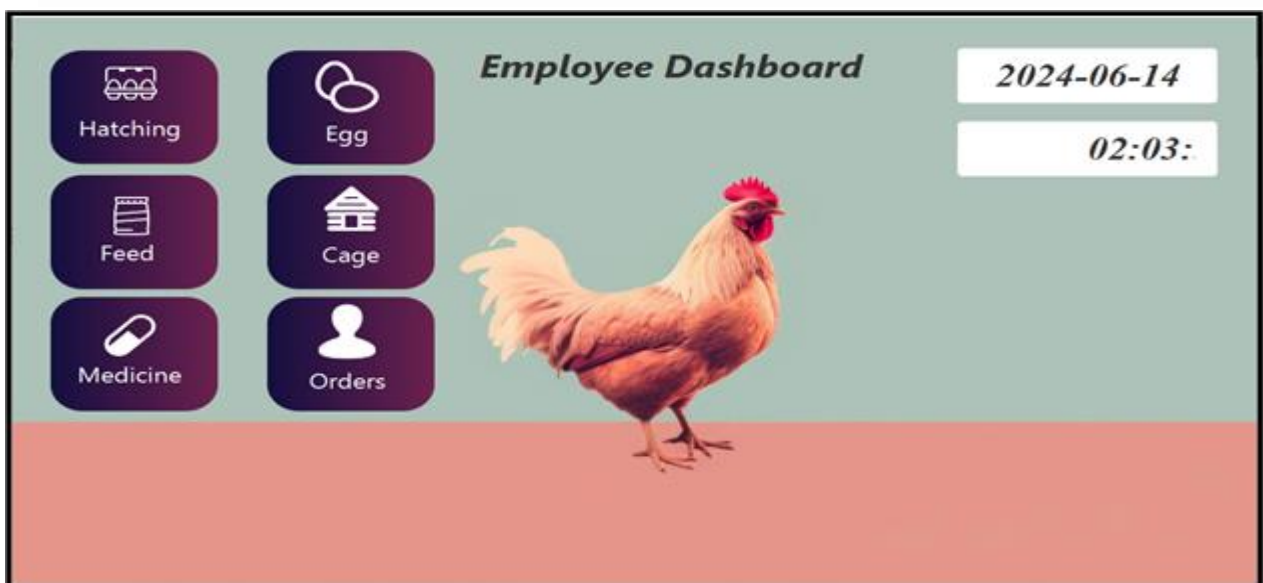 Employee Dashboard
2024-06-14
02:03:
Hatching
Egg
Feed
Cage
Medicine
Orders